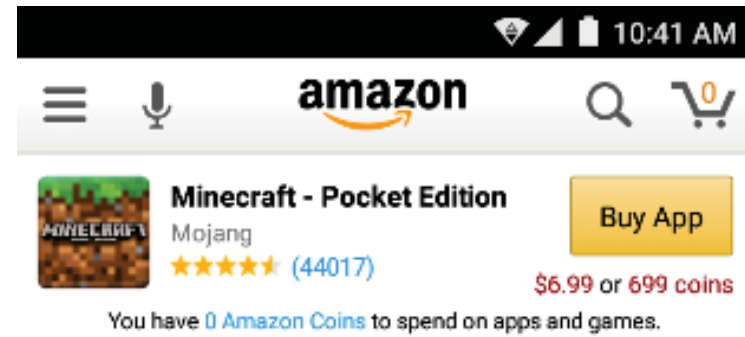 10:41 AM
amazon
0
MINECRAFT
Minecraft - Pocket Edition
Mojang
(44017)
Buy App
$6.99 or 699 coins
You have 0 Amazon Coins to spend on apps and games.